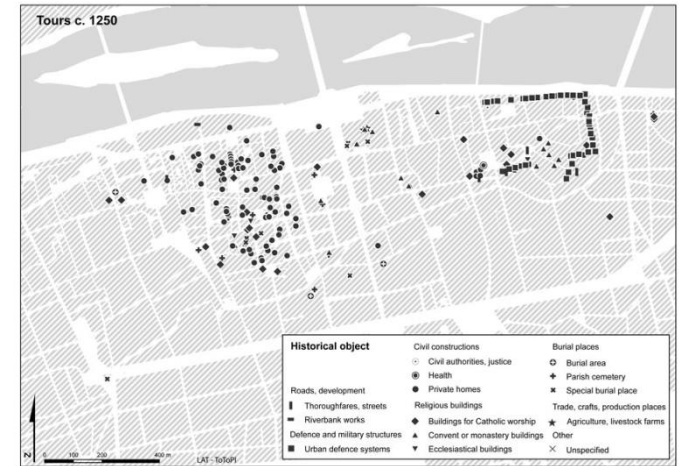 Tours c. 1250
Historical object
Roads, development
Thoroughfares, streets
Riverbank works
Defence and military structures
Urban defence systems
Civil constructions
Civil authorities, justice
Health
Private homes
Religious buildings
Buildings for Catholic worship
Convent or monastery buildings
Ecclesiastical buildings
Burial places
Burial area
Parish cemetery
Special burial place
Trade, crafts, production places
Agriculture, livestock farms
Other
Unspecified
N
0 100 200 400 m
LAT - ToToPI